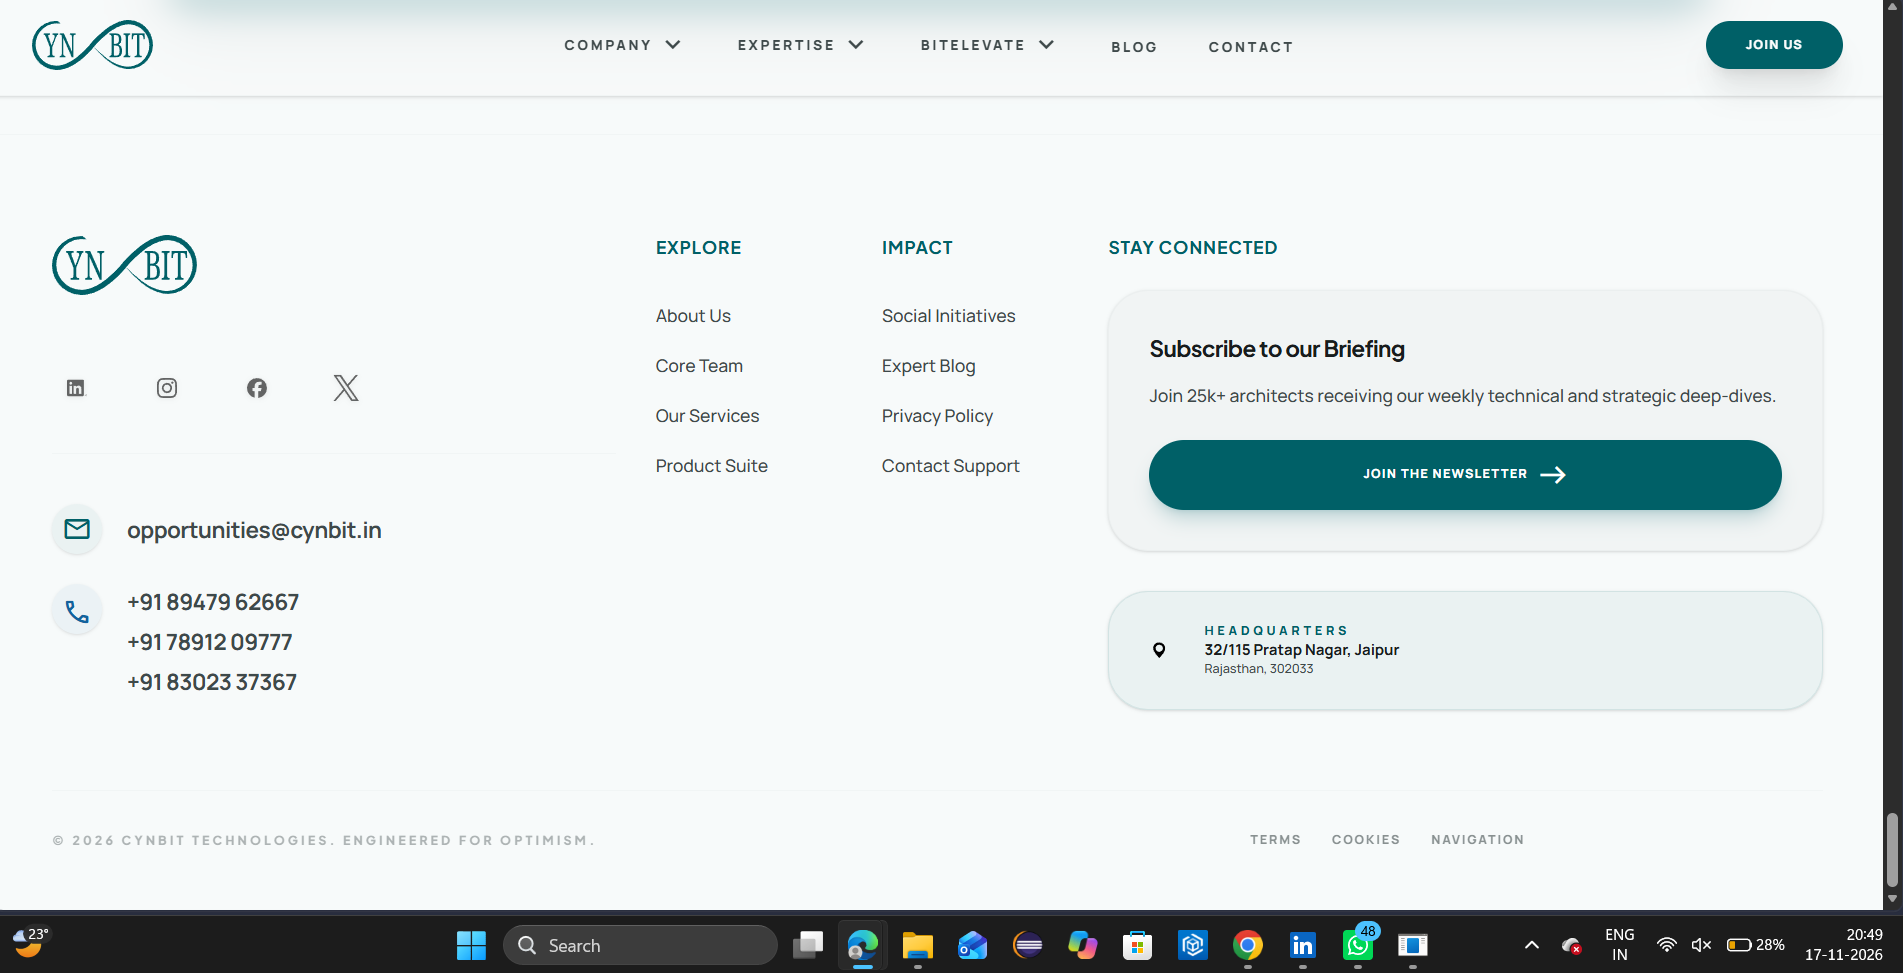 YN BIT
COMPANY
EXPERTISE
BITELEVATE
BLOG
CONTACT
JOIN US
YN BIT
EXPLORE
About Us
Core Team
Our Services
Product Suite
IMPACT
Social Initiatives
Expert Blog
Privacy Policy
Contact Support
STAY CONNECTED
Subscribe to our Briefing
Join 25k+ architects receiving our weekly technical and strategic deep-dives.
JOIN THE NEWSLETTER
opportunities@cynbit.in
+91 89479 62667
+91 78912 09777
+91 83023 37367
HEADQUARTERS
32/115 Pratap Nagar, Jaipur
Rajasthan, 302033
© 2026 CYNBIT TECHNOLOGIES. ENGINEERED FOR OPTIMISM.
TERMS
COOKIES
NAVIGATION
23°
Search
48
ENG
IN
28%
20:49
17-11-2026